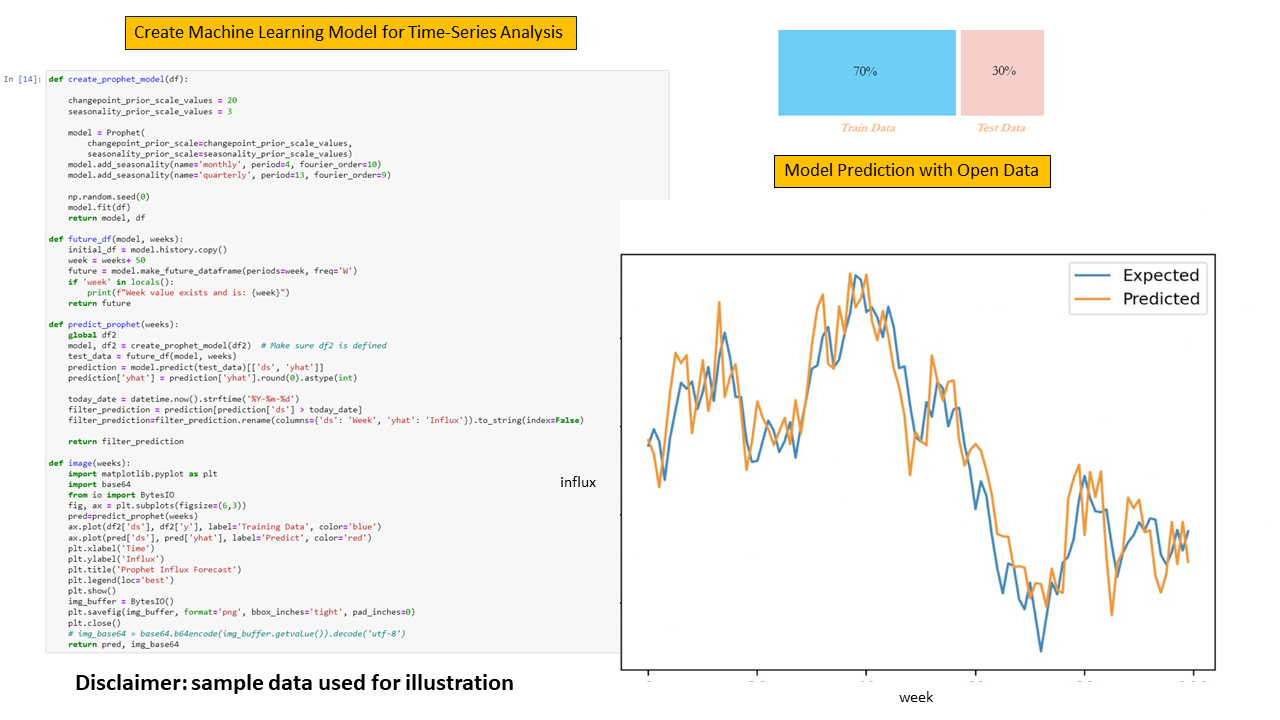 Create Machine Learning Model for Time-Series Analysis
In [14]:
def create_prophet_model(df):
changepoint_prior_scale_values = 20
seasonality_prior_scale_values = 3
model = Prophet(
changepoint_prior_scale=changepoint_prior_scale_values,
seasonality_prior_scale=seasonality_prior_scale_values)
model.add_seasonality(name='monthly', period=4, fourier_order=10)
model.add_seasonality(name='quarterly', period=13, fourier_order=9)
np.random.seed(0)
model.fit(df)
return model, df
def future_df(model, weeks):
initial_df = model.history.copy()
week = weeks+ 50
future = model.make_future_dataframe(periods=week, freq='W')
if 'week' in locals():
print(f"Week value exists and is: {week}")
return future
def predict_prophet(weeks):
global df2
model, df2 = create_prophet_model(df2)  # Make sure df2 is defined
test_data = future_df(model, weeks)
prediction = model.predict(test_data)[['ds', 'yhat']]
prediction['yhat'] = prediction['yhat'].round(0).astype(int)
today_date = datetime.now().strftime('%Y-%m-%d')
filter_prediction = prediction[prediction['ds'] > today_date]
filter_prediction=filter_prediction.rename(columns={'ds': 'Week', 'yhat': 'Influx'}).to_string(index=False)
return filter_prediction
def image(weeks):
import matplotlib.pyplot as plt
import base64
from io import BytesIO
fig, ax = plt.subplots(figsize=(6,3))
pred=predict_prophet(weeks)
ax.plot(df2['ds'], df2['y'], label='Training Data', color='blue')
ax.plot(pred['ds'], pred['yhat'], label='Predict', color='red')
plt.xlabel('Time')
plt.ylabel('Influx')
plt.title('Prophet Influx Forecast')
plt.legend(loc='best')
plt.show()
img_buffer = BytesIO()
plt.savefig(img_buffer, format='png', bbox_inches='tight', pad_inches=0)
plt.close()
# img_base64 = base64.b64encode(img_buffer.getvalue()).decode('utf-8')
return pred, img_base64
Disclaimer: sample data used for illustration
70%
30%
Train Data
Test Data
Model Prediction with Open Data
Expected
Predicted
influx
week